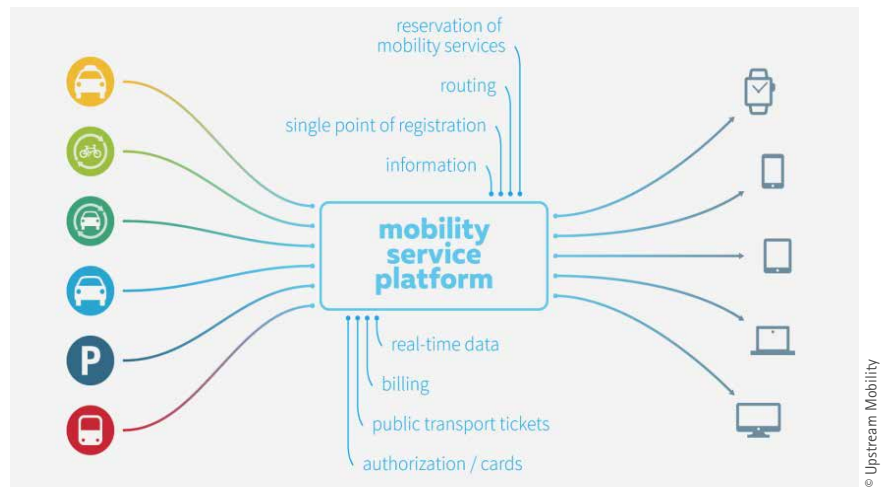 reservation of
mobility services
routing
single point of registration
information
mobility
service
platform
P
real-time data
billing
public transport tickets
authorization / cards
© Upstream Mobility